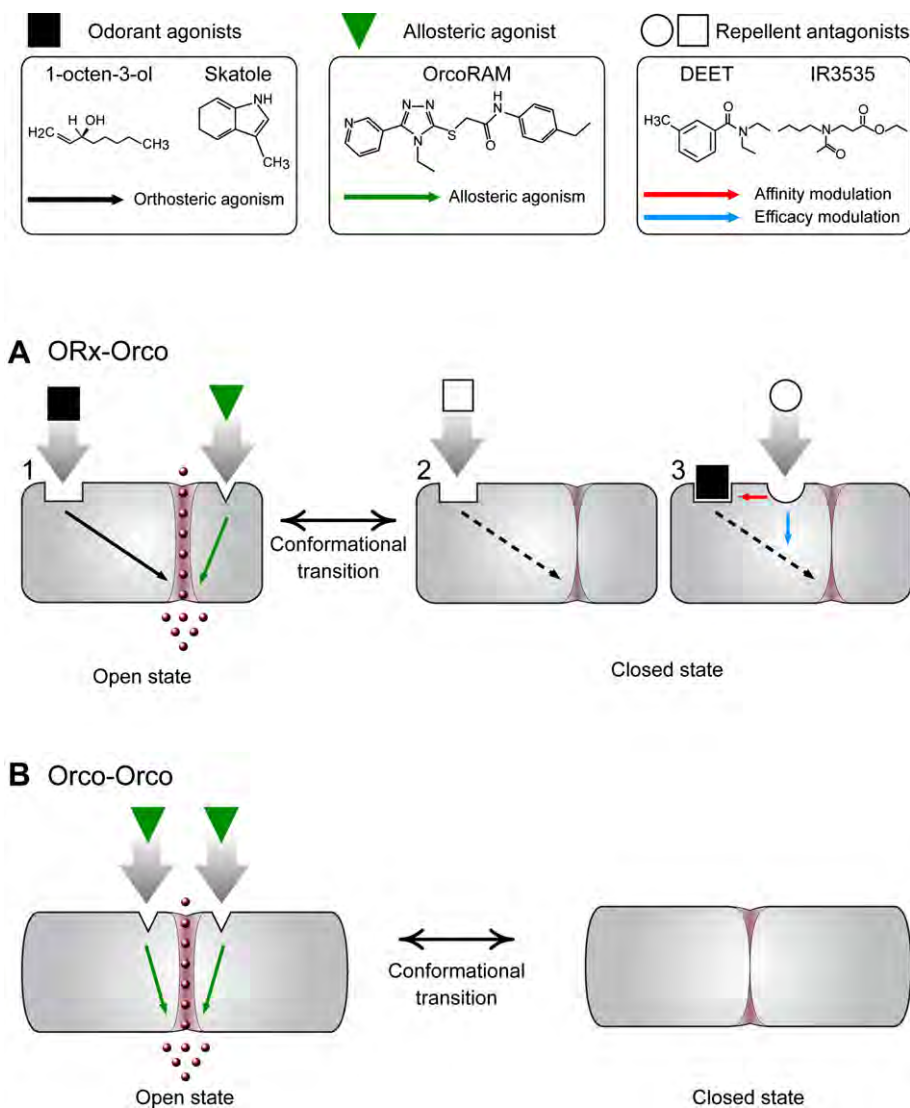 Odorant agonists
Allosteric agonist
Repellent antagonists
1-octen-3-ol
Skatole
OrcoRAM
DEET
IR3535
H2C
OH
CH3
NH
CH3
N
N
N
N
S
O
H
N
H3C
O
N
N
O
O
O
Orthosteric agonism
Allosteric agonism
Affinity modulation
Efficacy modulation
A ORx-Orco
1
2
3
Conformational
transition
Open state
Closed state
B Orco-Orco
Conformational
transition
Open state
Closed state